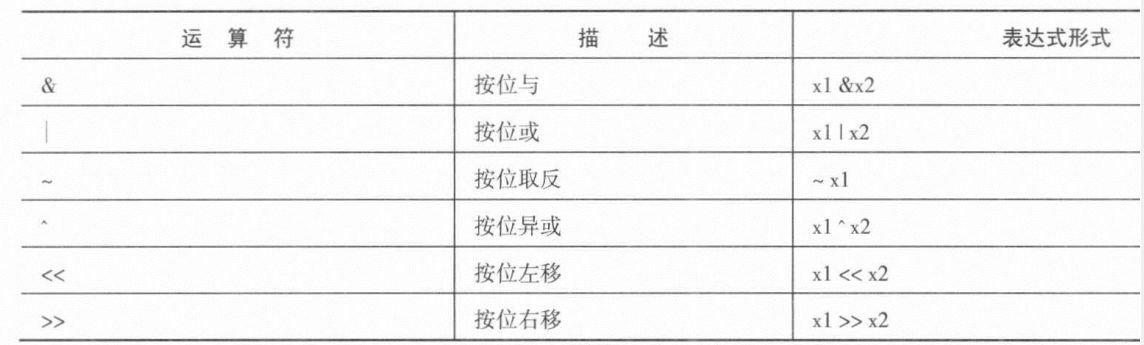 运 算 符 描 述 表达式形式
& 按位与 x1 &x2
| 按位或 x1 | x2
~ 按位取反 ~ x1
^ 按位异或 x1 ^ x2
<< 按位左移 x1 << x2
>> 按位右移 x1 >> x2